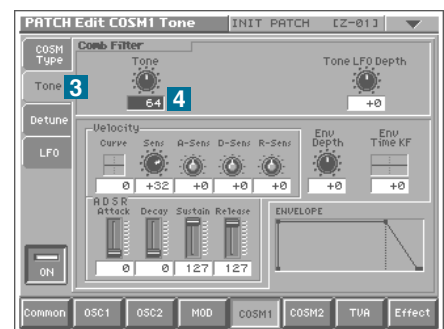 PATCH Edit COSM1 Tone INIT PATCH [Z-01]
COSM Type
Comb Filter
Tone
Tone LFO Depth
Tone 3
64 4
+0
Detune
LFO
Velocity
Curve Sens A-Sens D-Sens R-Sens
Env Depth
Env Time KF
0 +32 +0 +0 +0 +0 +0
ADSR
Attack Decay Sustain Release
ENVELOPE
0 0 127 127
ON
Common OSC1 OSC2 MOD COSM1 COSM2 TVA Effect